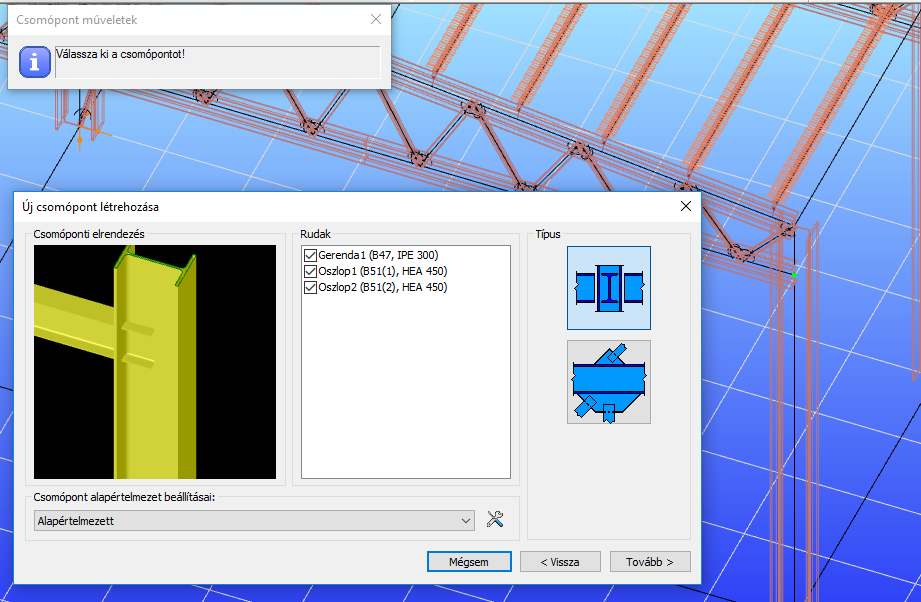 Csomópont műveletek
Válassza ki a csomópontot!
Új csomópont létrehozása
Csomóponti elrendezés
Rudak
Gerenda1 (B47, IPE 300)
Oszlop1 (B51(1), HEA 450)
Oszlop2 (B51(2), HEA 450)
Típus
Csomópont alapértelmezet beállításai:
Alapértelmezett
Mégsem
< Vissza
Tovább >